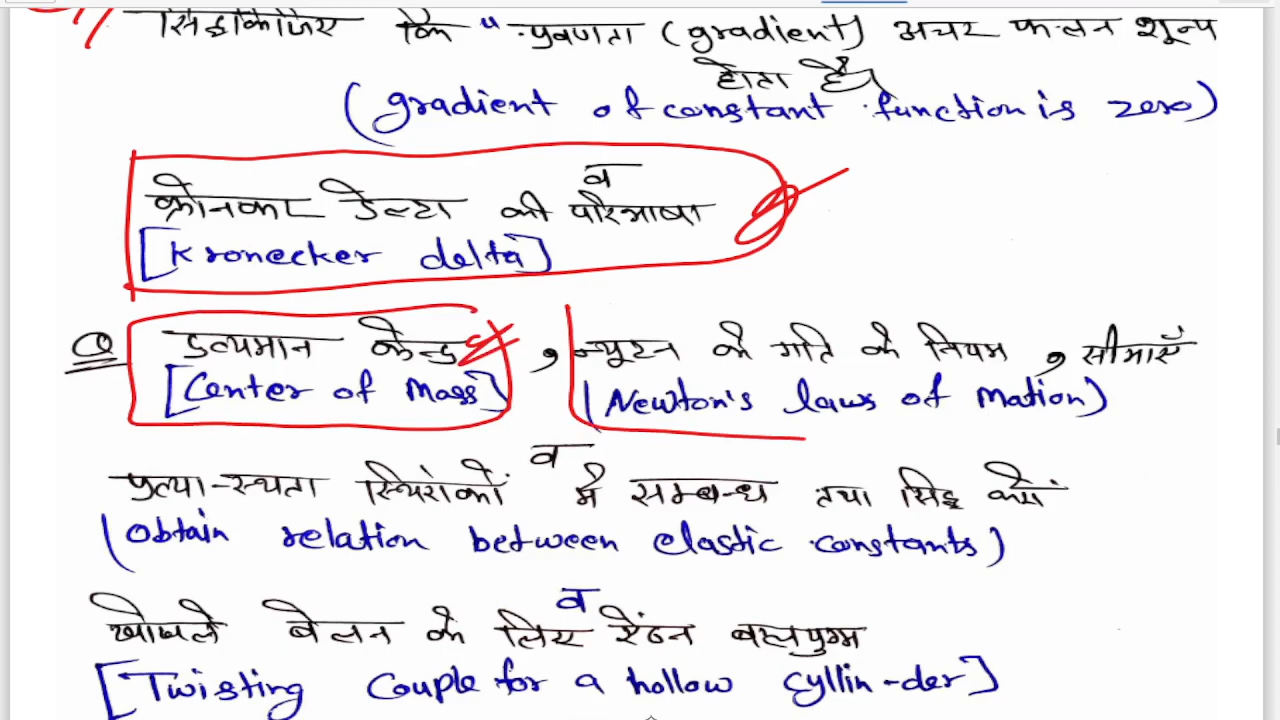 सिद्ध कीजिए कि "प्रवणता (gradient) अचर फलन शून्य
होता है।
(gradient of constant function is zero)
व
क्रोनकर डेल्टा की परिभाषा
[Kronecker delta]
Q द्रव्यमान केन्द्र , न्यूटन के गति के नियम , सीमाएँ
[Center of Mass] (Newton's laws of Mation)
व
प्रत्या-स्थता स्थिरांकों में सम्बन्ध तथा सिद्ध करें
(Obtain relation between elastic constants)
व
खोखले बेलन के लिए ऐंठन बलयुग्म
[Twisting Couple for a hollow Cyllin-der]